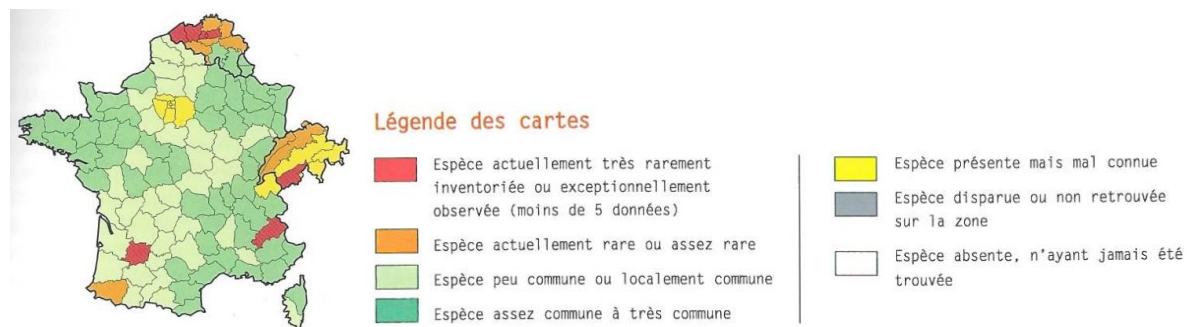 Légende des cartes
Espèce actuellement très rarement
inventoriée ou exceptionnellement
observée (moins de 5 données)
Espèce actuellement rare ou assez rare
Espèce peu commune ou localement commune
Espèce assez commune à très commune
Espèce présente mais mal connue
Espèce disparue ou non retrouvée
sur la zone
Espèce absente, n'ayant jamais été
trouvée